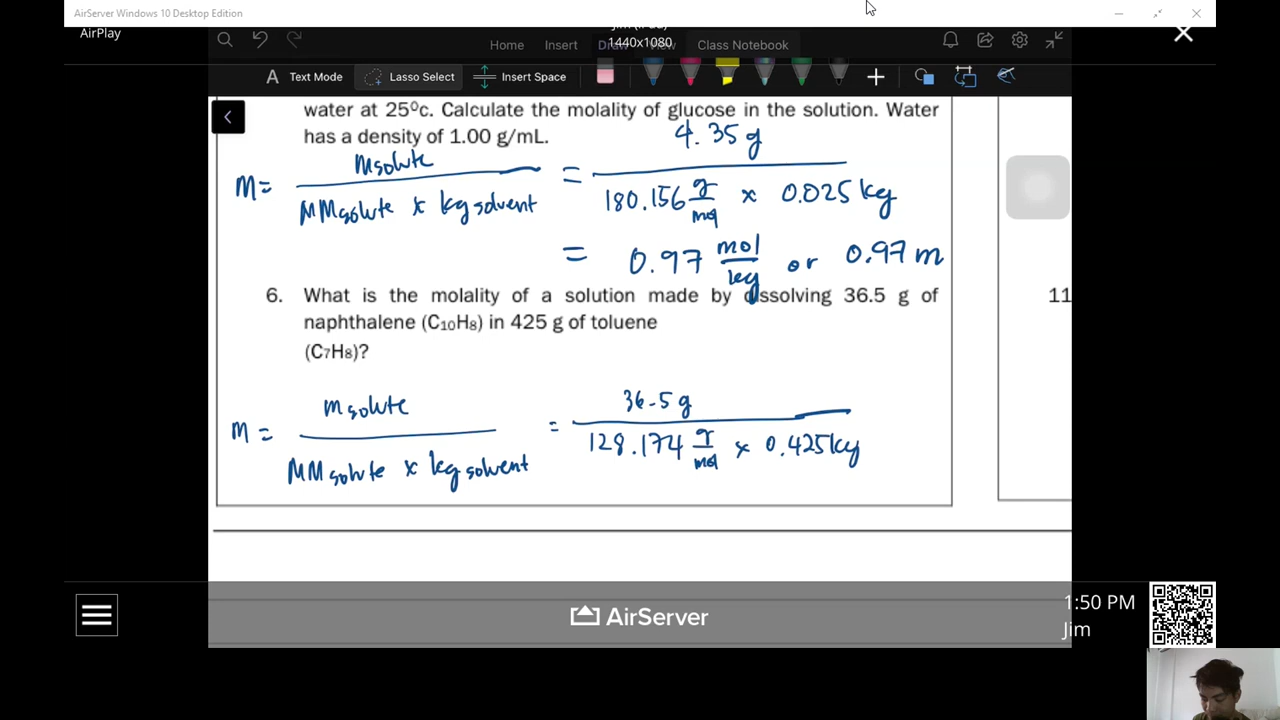 AirServer Windows 10 Desktop Edition
AirPlay
1440x1080
Home Insert Draw View Class Notebook
Text Mode Lasso Select Insert Space
water at 25⁰c. Calculate the molality of glucose in the solution. Water
has a density of 1.00 g/mL.
m = msolute / MMsolute x kg solvent = 4.35 g / 180.156 g/mol x 0.025 kg
= 0.97 mol/kg or 0.97 m
6. What is the molality of a solution made by dissolving 36.5 g of
naphthalene (C₁₀H₈) in 425 g of toluene
(C₇H₈)?
11
m = msolute / MMsolute x kg solvent = 36.5 g / 128.174 g/mol x 0.425 kg
AirServer
1:50 PM
Jim